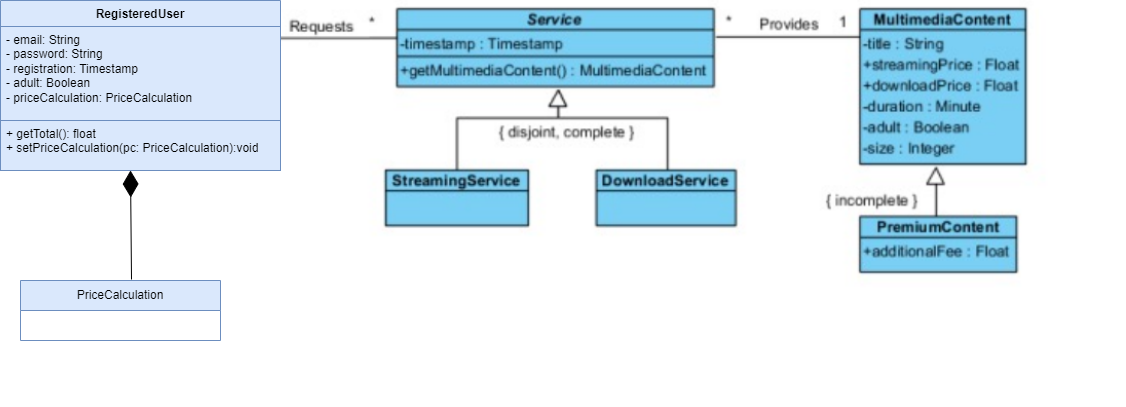 RegisteredUser
- email: String
- password: String
- registration: Timestamp
- adult: Boolean
- priceCalculation: PriceCalculation
+ getTotal(): float
+ setPriceCalculation(pc: PriceCalculation):void
PriceCalculation
Requests
*
Service
-timestamp : Timestamp
+getMultimediaContent() : MultimediaContent
{ disjoint, complete }
StreamingService
DownloadService
*
Provides
1
MultimediaContent
-title : String
+streamingPrice : Float
+downloadPrice : Float
-duration : Minute
-adult : Boolean
-size : Integer
{ incomplete }
PremiumContent
+additionalFee : Float